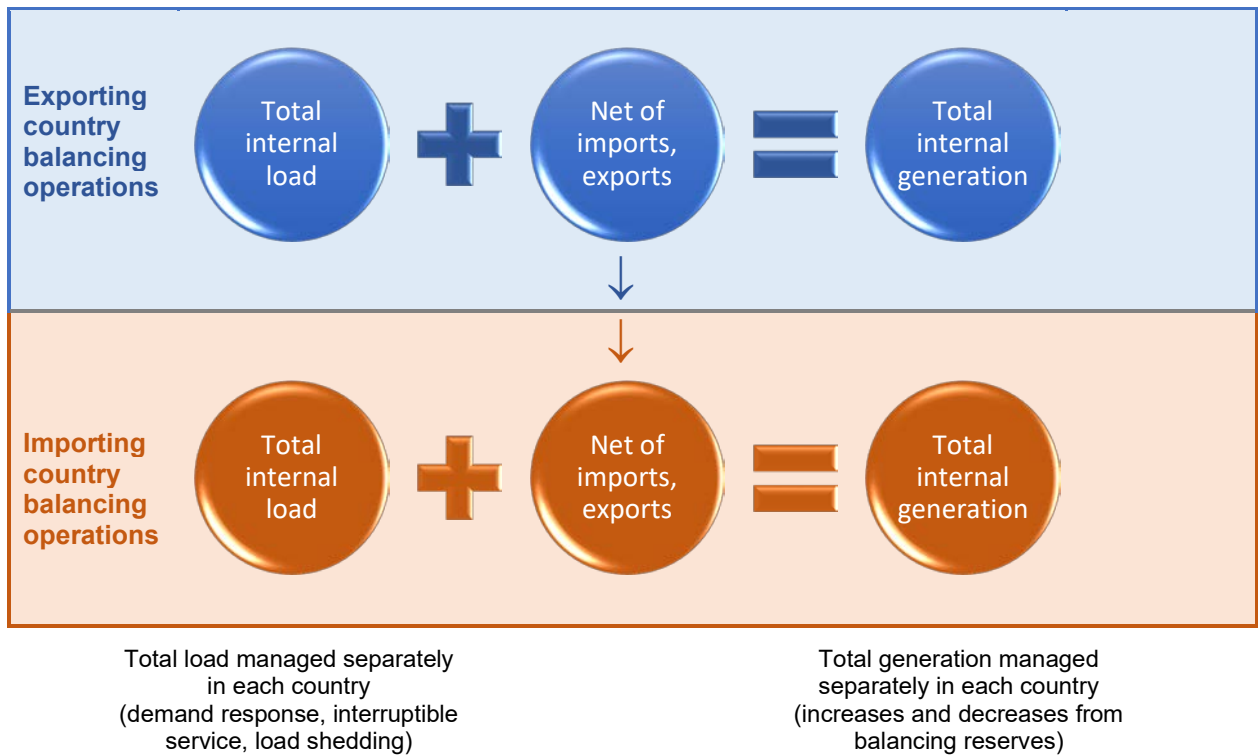 Exporting
country
balancing
operations
Total
internal
load
Net of
imports,
exports
Total
internal
generation
Importing
country
balancing
operations
Total
internal
load
Net of
imports,
exports
Total
internal
generation
Total load managed separately
in each country
(demand response, interruptible
service, load shedding)
Total generation managed
separately in each country
(increases and decreases from
balancing reserves)